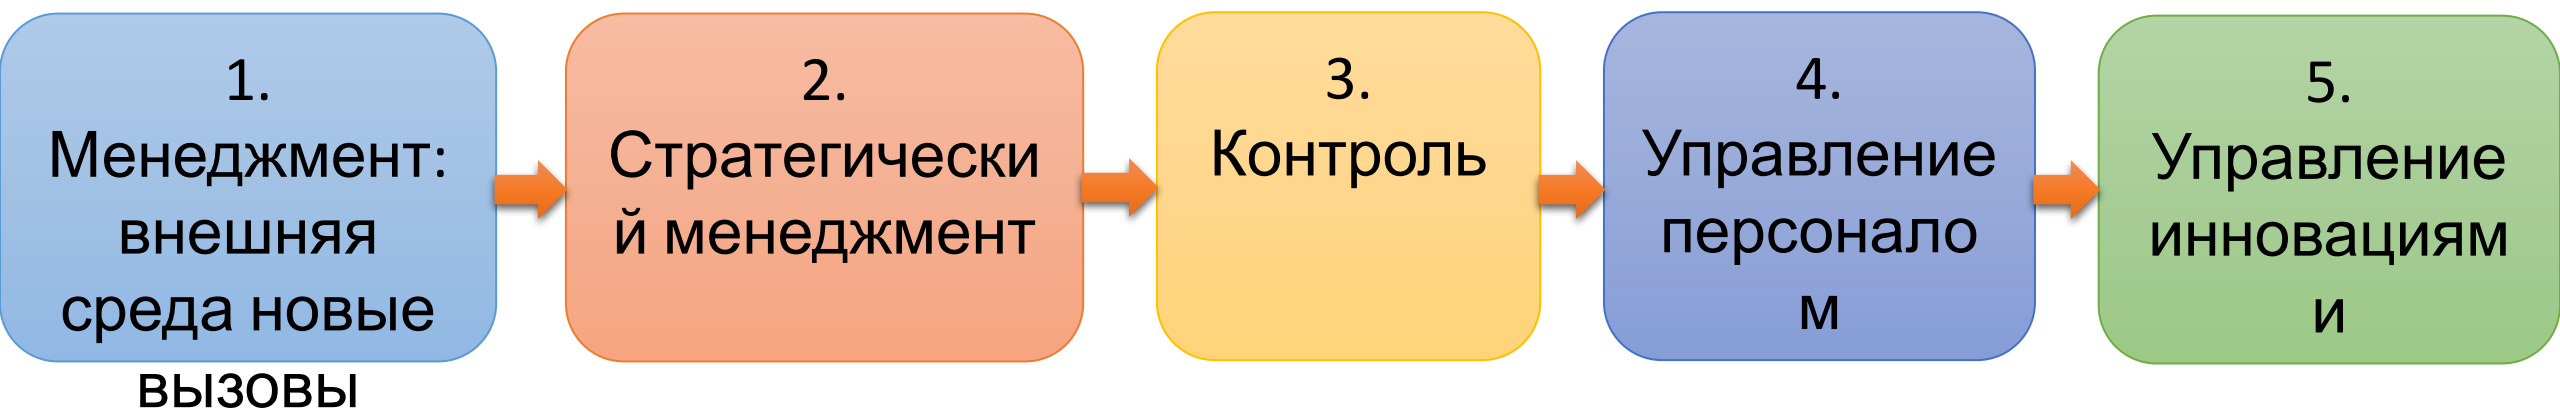 1.
Менеджмент:
внешняя
среда новые
вызовы
2.
Стратегически
й менеджмент
3.
Контроль
4.
Управление
персонало
м
5.
Управление
инновациям
и